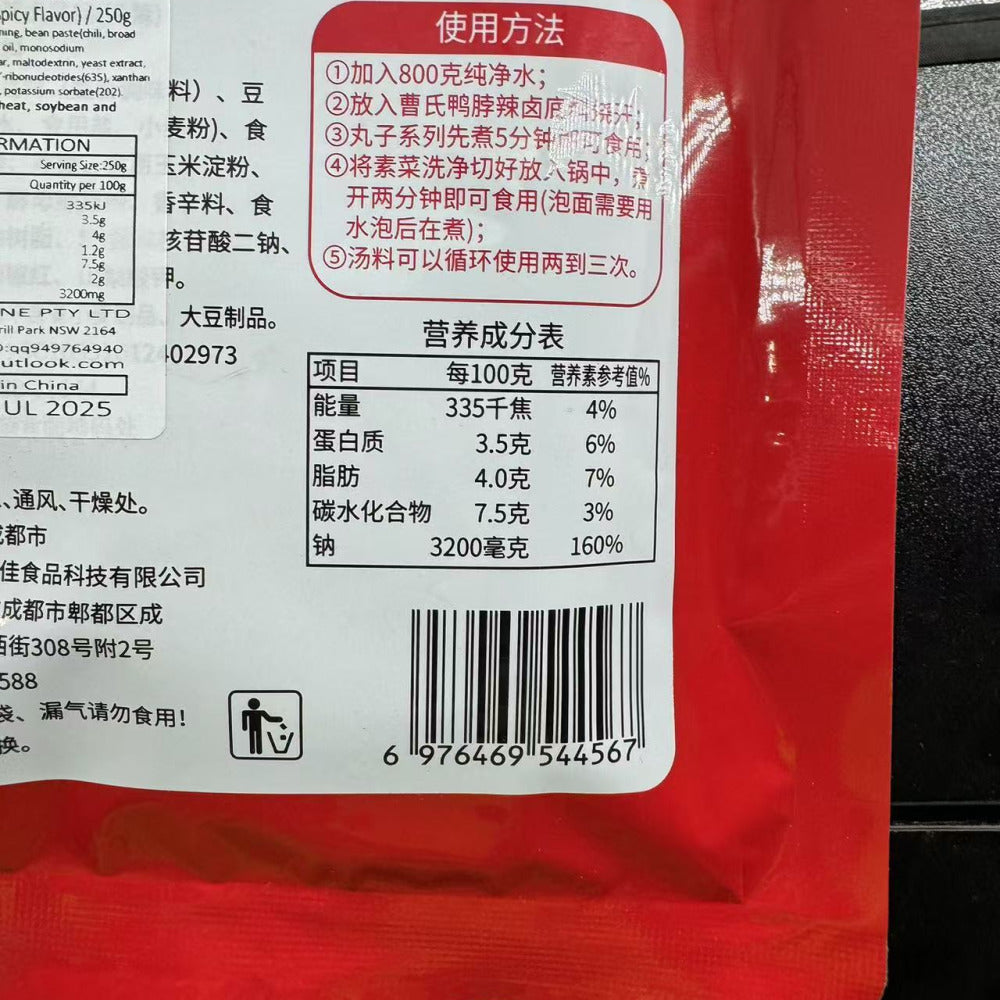 picy Flavor) / 250g
ning, bean paste(chili, broad
oil, monosodium
ar, maltodextrin, yeast extract,
'-ribonucleotides(635), xanthan
, potassium sorbate(202).
heat, soybean and
RMATION
Serving Size:250g
Quantity per 100g
335kJ
3.5g
4g
1.2g
7.5g
2g
3200mg
NE PTY LTD
rill Park NSW 2164
D:qq949764940
utlook.com
in China
UL 2025
料）、豆
麦粉)、食
玉米淀粉、
香辛料、食
核苷酸二钠、
钾。
大豆制品。
2402973
、通风、干燥处。
成都市
佳食品科技有限公司
成都市郫都区成
西街308号附2号
588
袋、漏气请勿食用!
换。
使用方法
①加入800克纯净水；
②放入曹氏鸭脖辣卤底料烧开；
③丸子系列先煮5分钟即可食用；
④将素菜洗净切好放入锅中，煮
开两分钟即可食用(泡面需要用
水泡后在煮)；
⑤汤料可以循环使用两到三次。
营养成分表
项目 每100克 营养素参考值%
能量 335千焦 4%
蛋白质 3.5克 6%
脂肪 4.0克 7%
碳水化合物 7.5克 3%
钠 3200毫克 160%
6 976469 544567